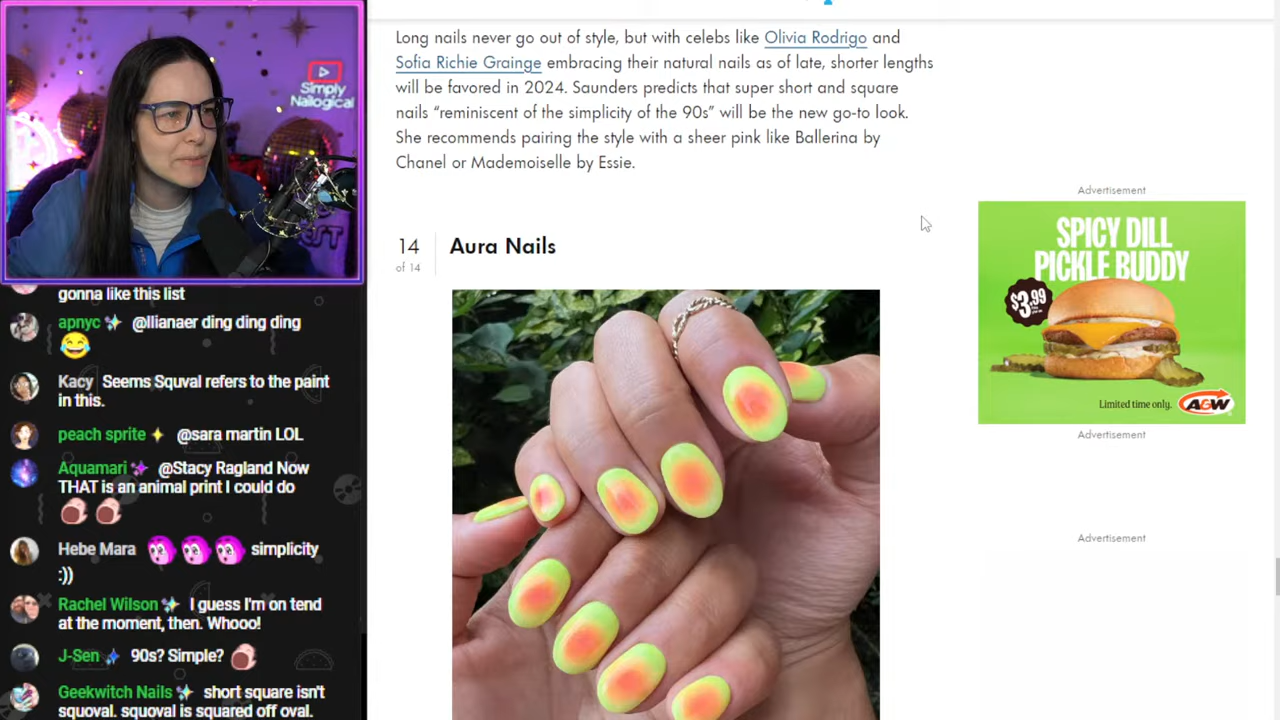 Simply
Nailogical
gonna like this list
apnyc @Ilianaer ding ding ding
Kacy Seems Squval refers to the paint
in this.
peach sprite @sara martin LOL
Aquamari @Stacy Ragland Now
THAT is an animal print I could do
Hebe Mara simplicity
:))
Rachel Wilson I guess I'm on tend
at the moment, then. Whooo!
J-Sen 90s? Simple?
Geekwitch Nails short square isn't
squoval. squoval is squared off oval.
Long nails never go out of style, but with celebs like Olivia Rodrigo and
Sofia Richie Grainge embracing their natural nails as of late, shorter lengths
will be favored in 2024. Saunders predicts that super short and square
nails “reminiscent of the simplicity of the 90s” will be the new go-to look.
She recommends pairing the style with a sheer pink like Ballerina by
Chanel or Mademoiselle by Essie.
14
of 14
Aura Nails
Advertisement
SPICY DILL
PICKLE BUDDY
$3.99
Limited time only. A&W
Advertisement
Advertisement